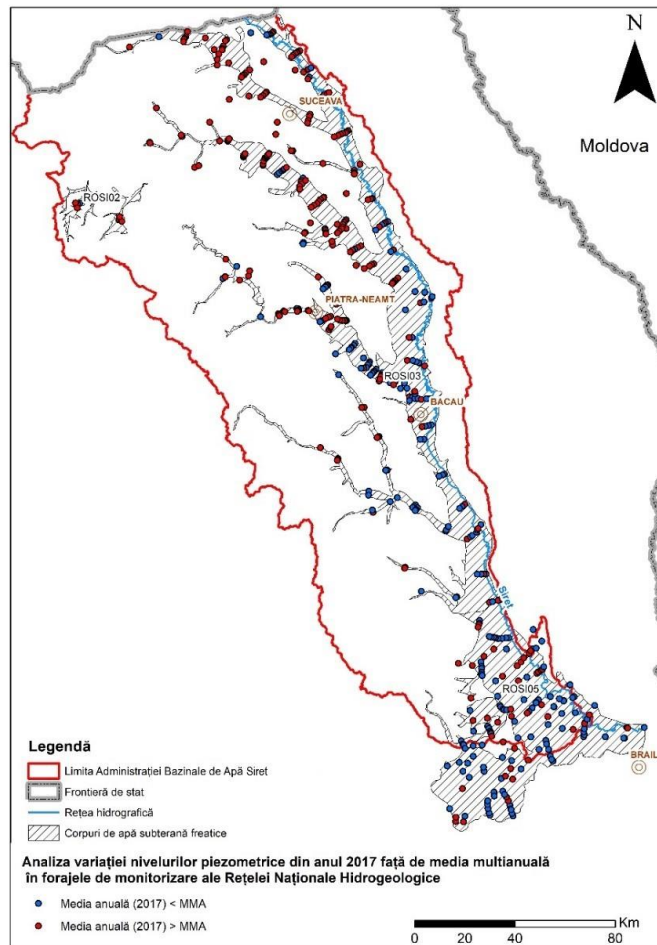 N
SUCEAVA
Moldova
ROSI02
PIATRA-NEAMT
ROSI03
BACAU
Siret
ROSI05
BRAIL
Legendă
Limita Administrației Bazinale de Apă Siret
Frontieră de stat
Rețea hidrografică
Corpuri de apă subterană freatice
Analiza variației nivelurilor piezometrice din anul 2017 față de media multianuală
în forajele de monitorizare ale Rețelei Naționale Hidrogeologice
Media anuală (2017) < MMA
Media anuală (2017) > MMA
0 20 40 80
Km